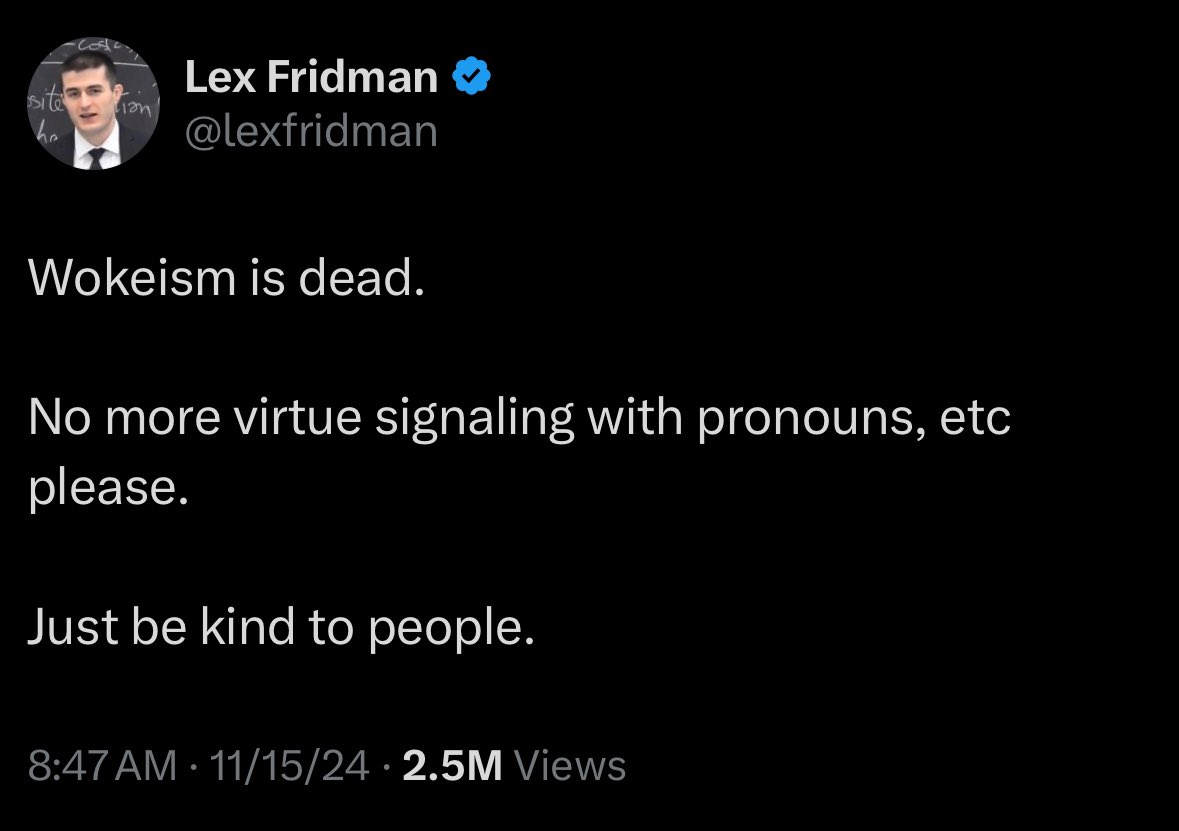 Lex Fridman
@lexfridman
Wokeism is dead.
No more virtue signaling with pronouns, etc
please.
Just be kind to people.
8:47 AM · 11/15/24 · 2.5M Views